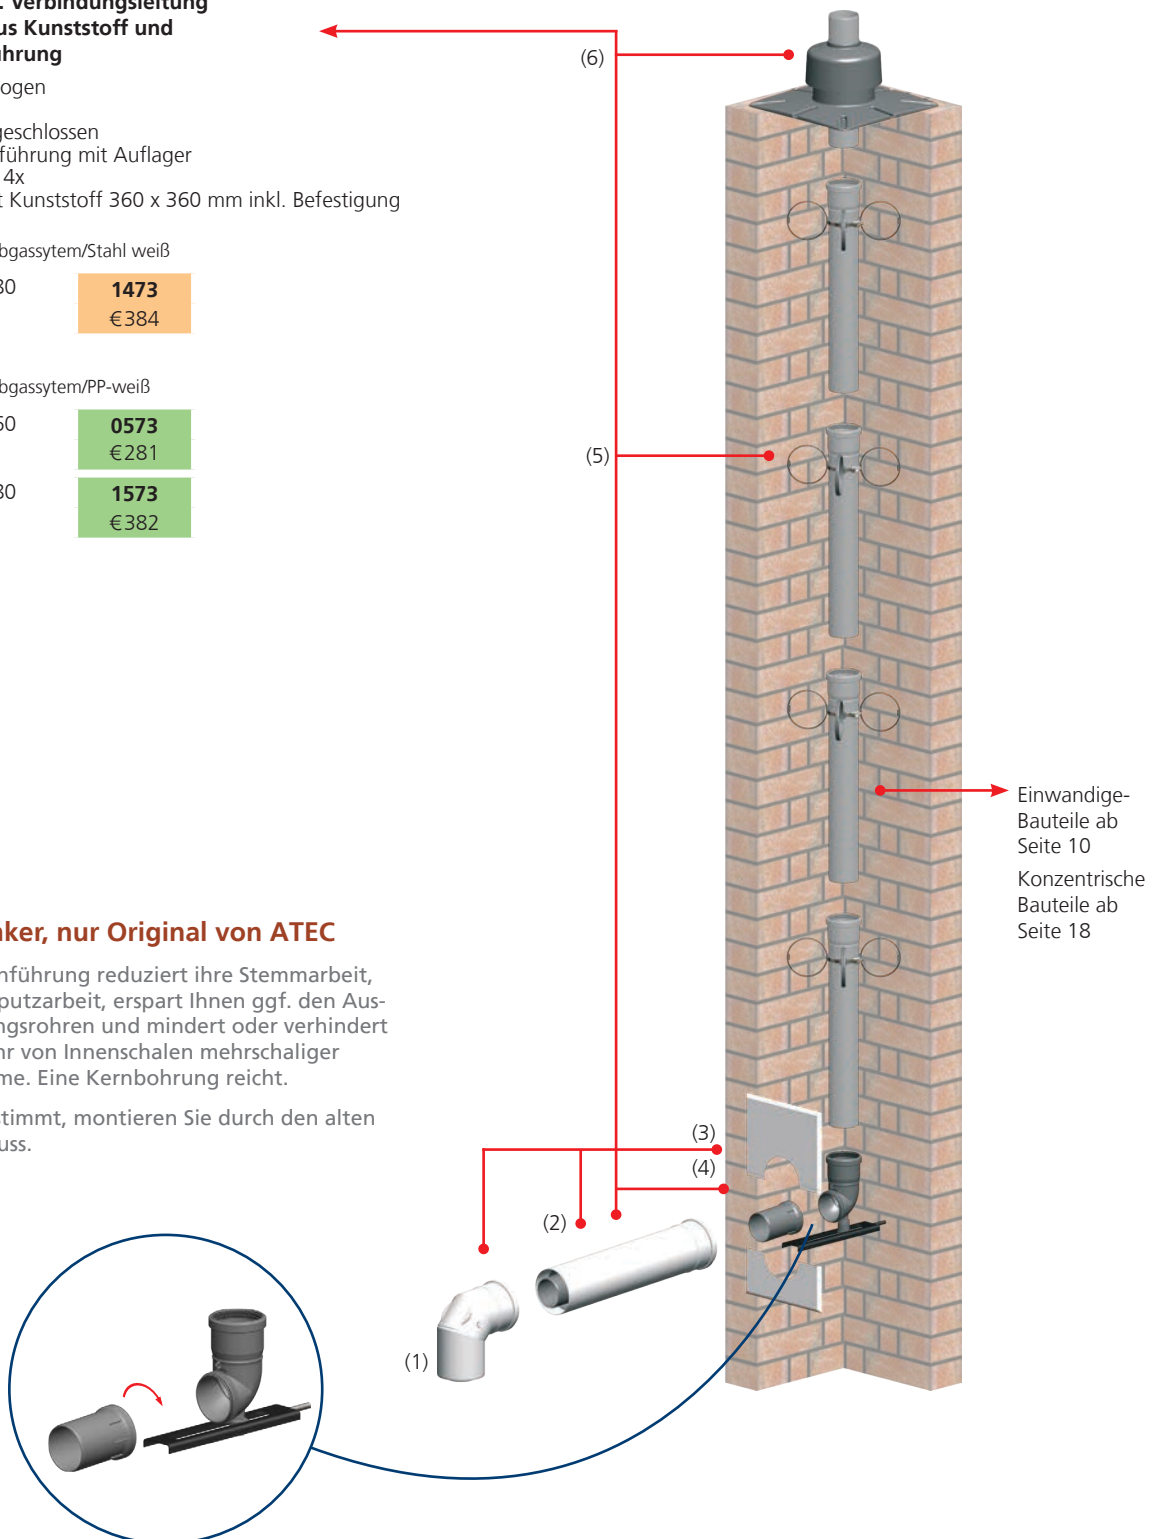 . Verbindungsleitung
us Kunststoff und
ührung
ogen
geschlossen
führung mit Auflager
4x
t Kunststoff 360 x 360 mm inkl. Befestigung
bgassytem/Stahl weiß
80
1473
€384
bgassytem/PP-weiß
60
0573
€281
80
1573
€382
(6)
(5)
Einwandige-
Bauteile ab
Seite 10
Konzentrische
Bauteile ab
Seite 18
ker, nur Original von ATEC
nführung reduziert ihre Stemmarbeit,
putzarbeit, erspart Ihnen ggf. den Aus-
ngsrohren und mindert oder verhindert
hr von Innenschalen mehrschaliger
me. Eine Kernbohrung reicht.
stimmt, montieren Sie durch den alten
uss.
(3)
(4)
(2)
(1)